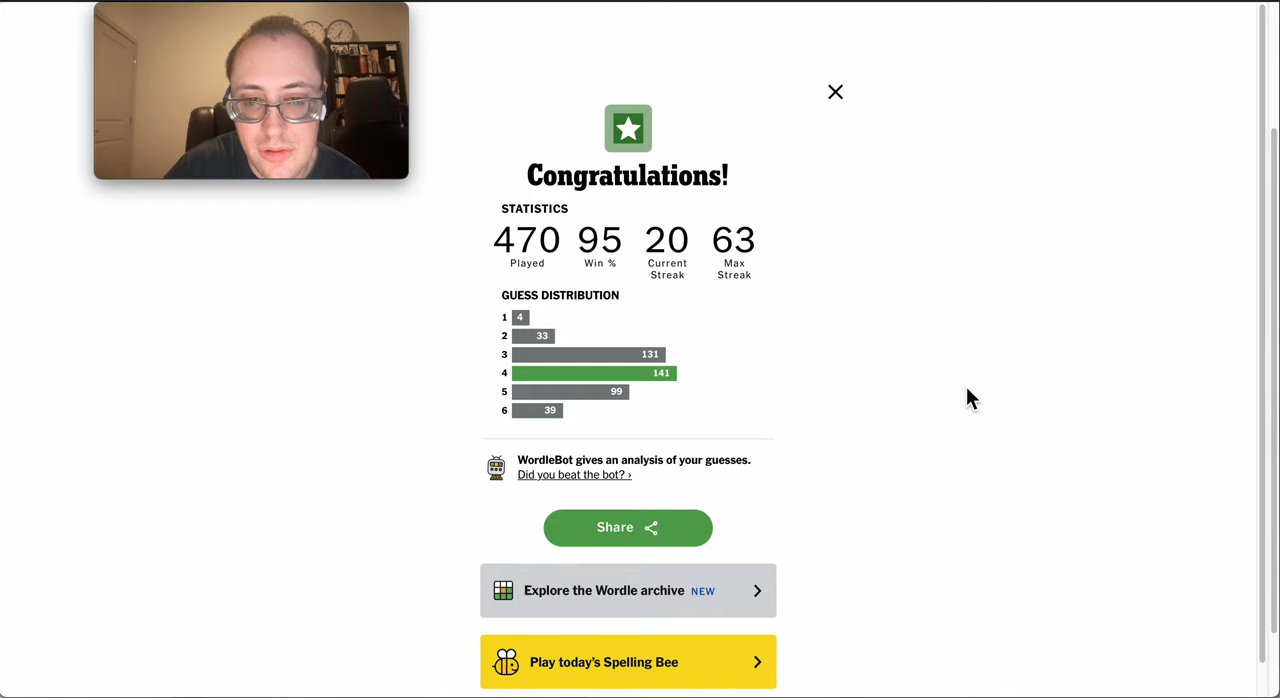 Congratulations!
STATISTICS
470 95 20 63
Played Win % Current Streak Max Streak
GUESS DISTRIBUTION
1 4
2 33
3 131
4 141
5 99
6 39
WordleBot gives an analysis of your guesses.
Did you beat the bot? ›
Share
Explore the Wordle archive NEW
Play today's Spelling Bee